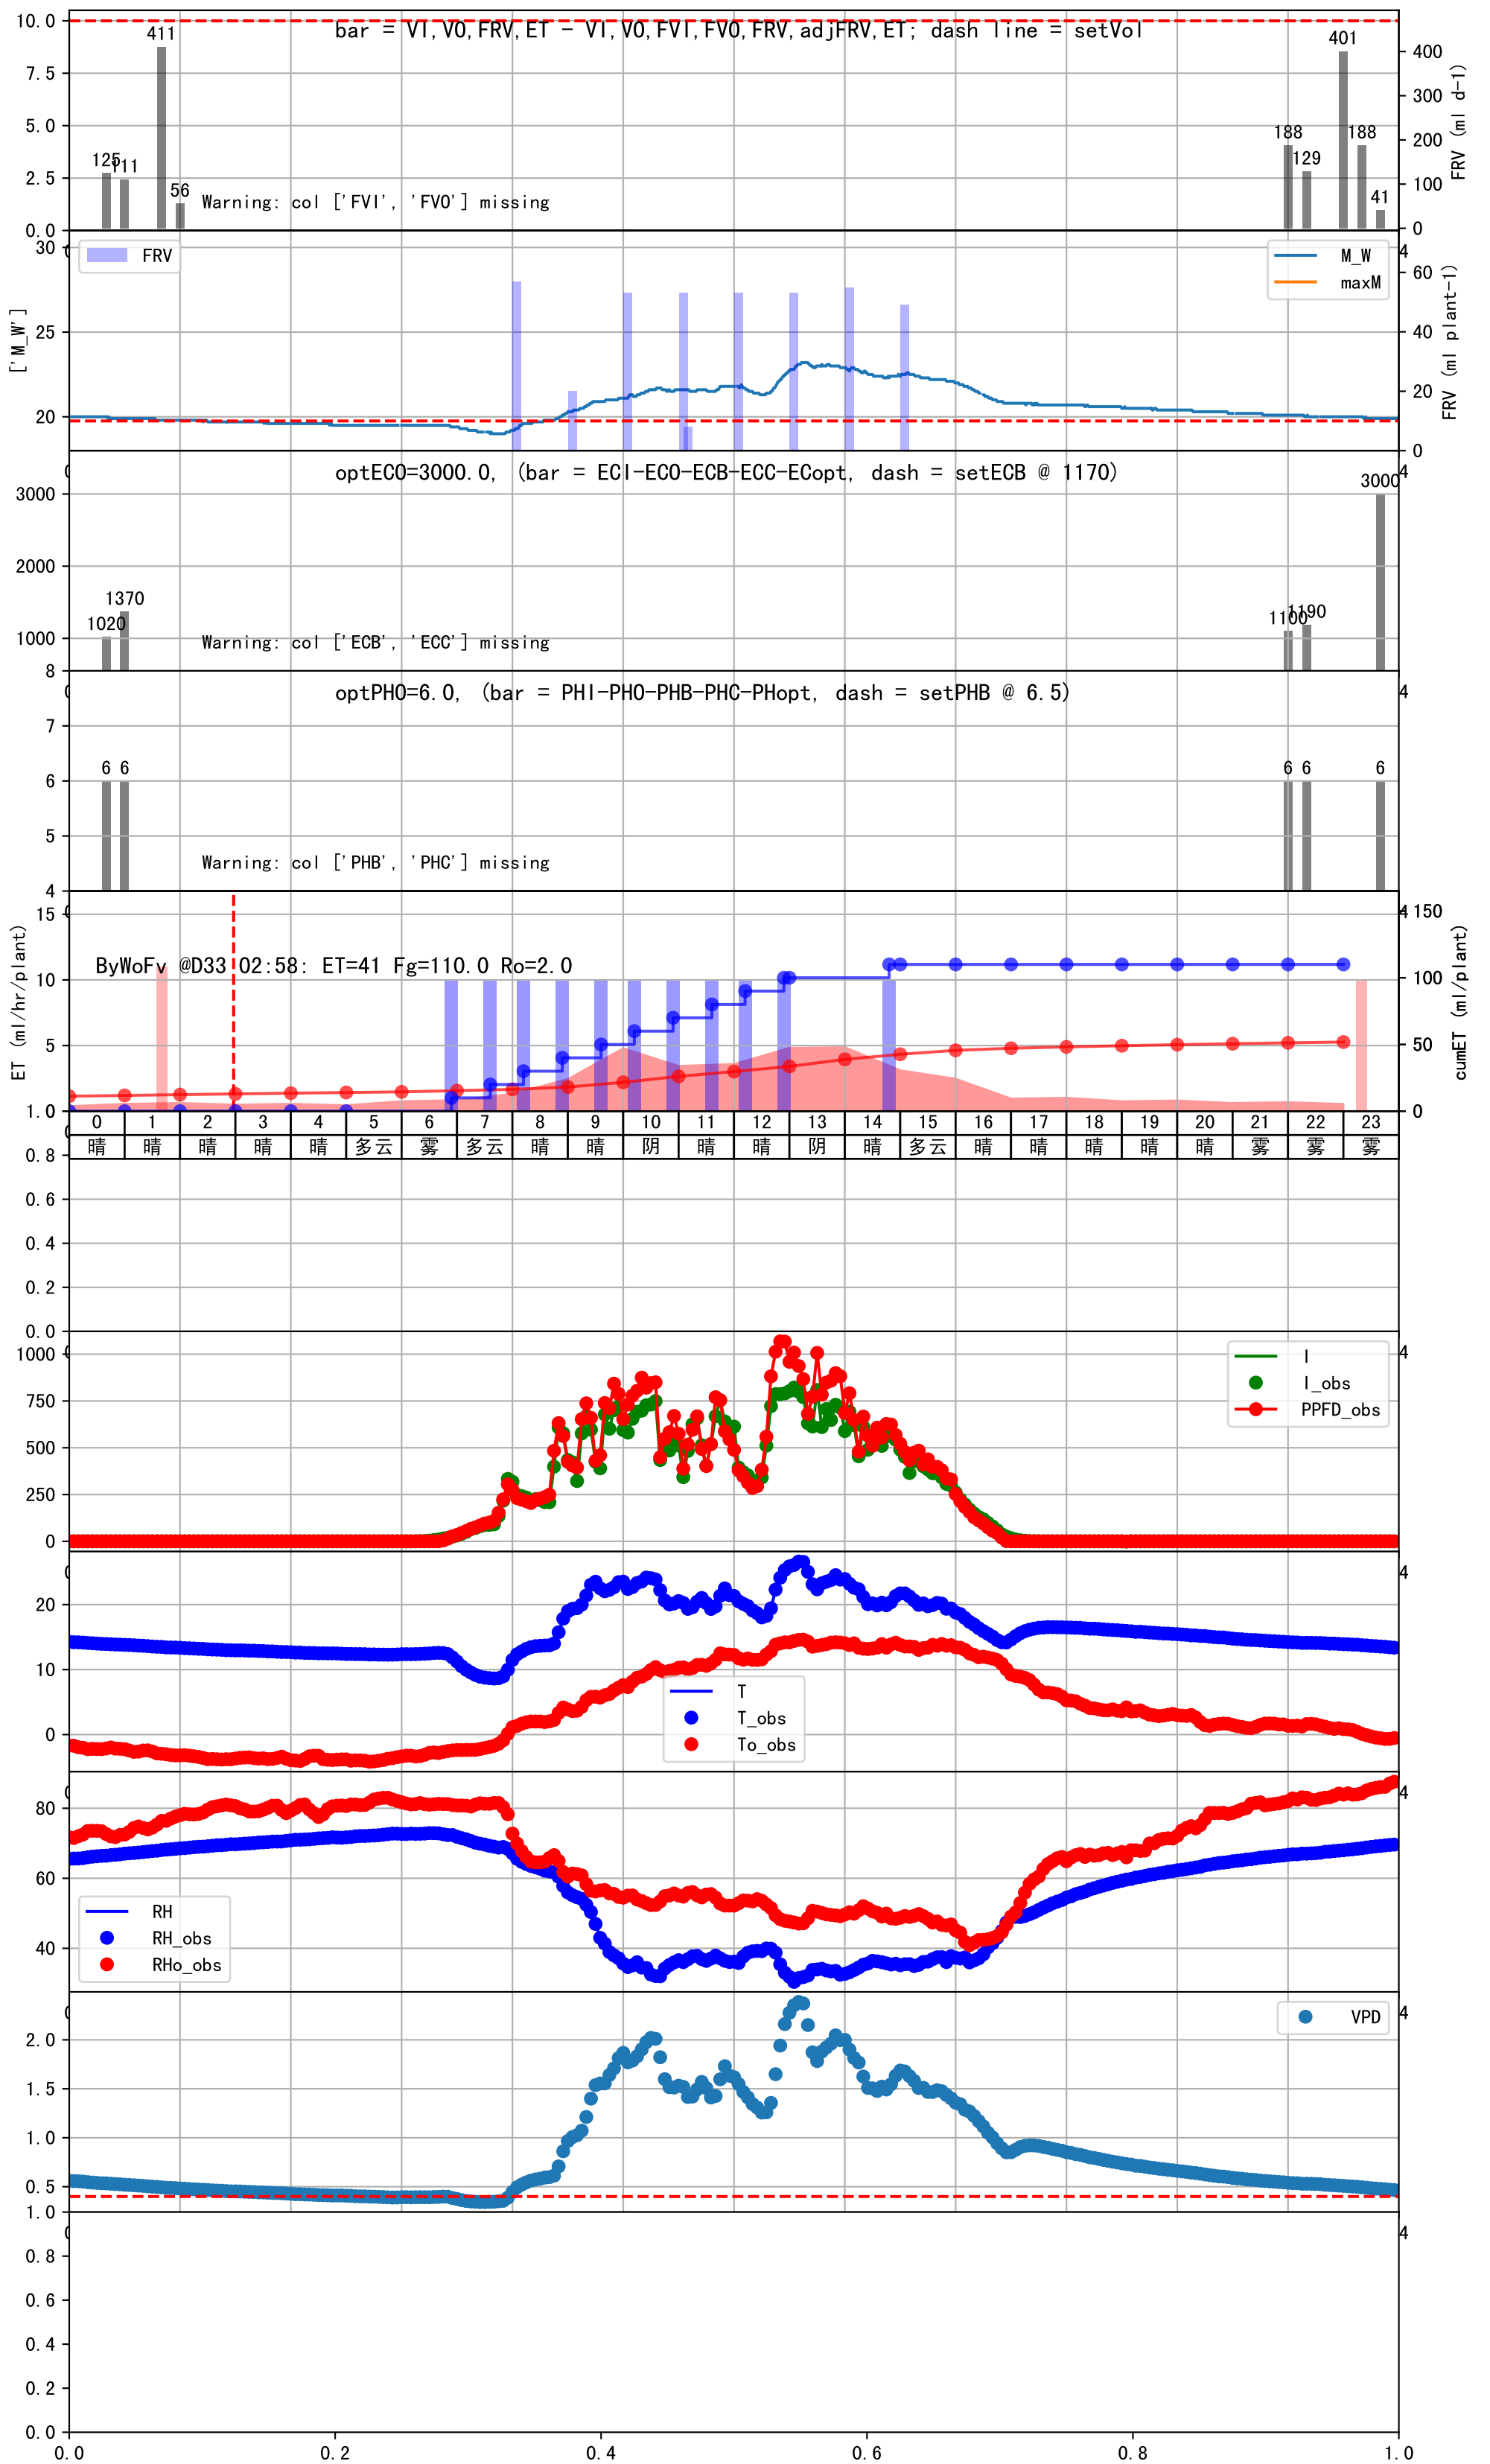 bar = VI,VO,FRV,ET - VI,VO,FVI,FVO,FRV,adjFRV,ET; dash line = setVol
10.0 7.5 5.0 2.5 0.0
125 111 411 56 188 129 401 188 41
Warning: col ['FVI', 'FVO'] missing
400 300 200 100 0
FRV (ml d-1)
['M_W']
30 25 20
FRV
M_W
maxM
60 40 20 0
FRV (ml plant-1)
optECO=3000.0, (bar = ECI-ECO-ECB-ECC-ECopt, dash = setECB @ 1170)
3000 2000 1000
1020 1370 1100 1190 3000
Warning: col ['ECB', 'ECC'] missing
optPHO=6.0, (bar = PHI-PHO-PHB-PHC-PHopt, dash = setPHB @ 6.5)
8 7 6 5 4
6 6 6 6 6
Warning: col ['PHB', 'PHC'] missing
ET (ml/hr/plant)
15 10 5
ByWoFv @D33 02:58: ET=41 Fg=110.0 Ro=2.0
150 100 50 0
cumET (ml/plant)
0 1 2 3 4 5 6 7 8 9 10 11 12 13 14 15 16 17 18 19 20 21 22 23
晴 晴 晴 晴 晴 多云 雾 多云 晴 晴 阴 晴 晴 阴 晴 多云 晴 晴 晴 晴 晴 雾 雾 雾
1.0 0.8 0.6 0.4 0.2 0.0
1000 750 500 250 0
I
I_obs
PPFD_obs
20 10 0
T
T_obs
To_obs
80 60 40
RH
RH_obs
RHo_obs
2.0 1.5 1.0 0.5
VPD
1.0 0.8 0.6 0.4 0.2 0.0
0.0 0.2 0.4 0.6 0.8 1.0